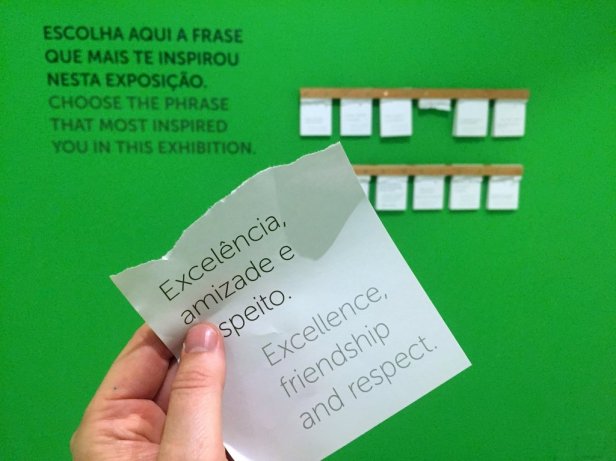 ESCOLHA AQUI A FRASE
QUE MAIS TE INSPIROU
NESTA EXPOSIÇÃO.
CHOOSE THE PHRASE
THAT MOST INSPIRED
YOU IN THIS EXHIBITION.
Excelência,
amizade e
speito.
Excellence,
friendship
and respect.